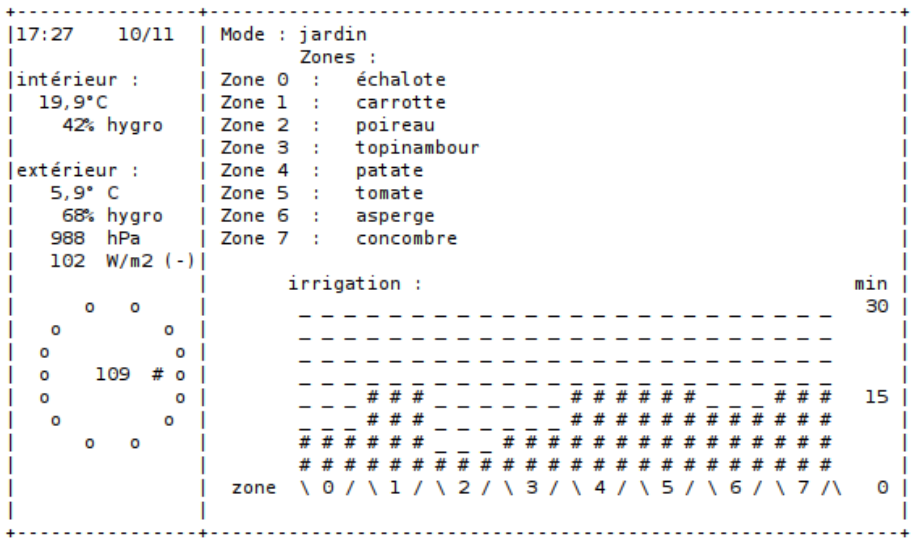 +----------------+-------------------------------------------------------------+
|17:27    10/11  | Mode : jardin                                               |
|                |        Zones :                                              |
|intérieur :     | Zone 0  :   échalote                                        |
|  19,9°C        | Zone 1  :   carrotte                                        |
|    42% hygro   | Zone 2  :   poireau                                         |
|                | Zone 3  :   topinambour                                     |
|extérieur :     | Zone 4  :   patate                                          |
|   5,9° C       | Zone 5  :   tomate                                          |
|    68% hygro   | Zone 6  :   asperge                                         |
|   988  hPa     | Zone 7  :   concombre                                       |
|   102  W/m2 (-)|                                                             |
|                |       irrigation :                                      min |
|      o   o     |        _ _ _ _ _ _ _ _ _ _ _ _ _ _ _ _ _ _ _ _ _ _ _ _   30 |
|   o         o  |        _ _ _ _ _ _ _ _ _ _ _ _ _ _ _ _ _ _ _ _ _ _ _ _      |
|  o           o |        _ _ _ _ _ _ _ _ _ _ _ _ _ _ _ _ _ _ _ _ _ _ _ _      |
|  o    109  # o |        _ _ _ _ _ _ _ _ _ _ _ _ _ _ _ _ _ _ _ _ _ _ _ _      |
|  o           o |        _ _ _ # # # _ _ _ _ _ _ # # # # # # _ _ _ # # #   15 |
|   o         o  |        _ _ _ # # # _ _ _ _ _ _ # # # # # # # # # # # #      |
|      o   o     |        # # # # # # _ _ _ # # # # # # # # # # # # # # #      |
|                |        # # # # # # # # # # # # # # # # # # # # # # # #      |
|                |  zone  \ 0 / \ 1 / \ 2 / \ 3 / \ 4 / \ 5 / \ 6 / \ 7 /\   0 |
|                |                                                             |
+----------------+-------------------------------------------------------------+